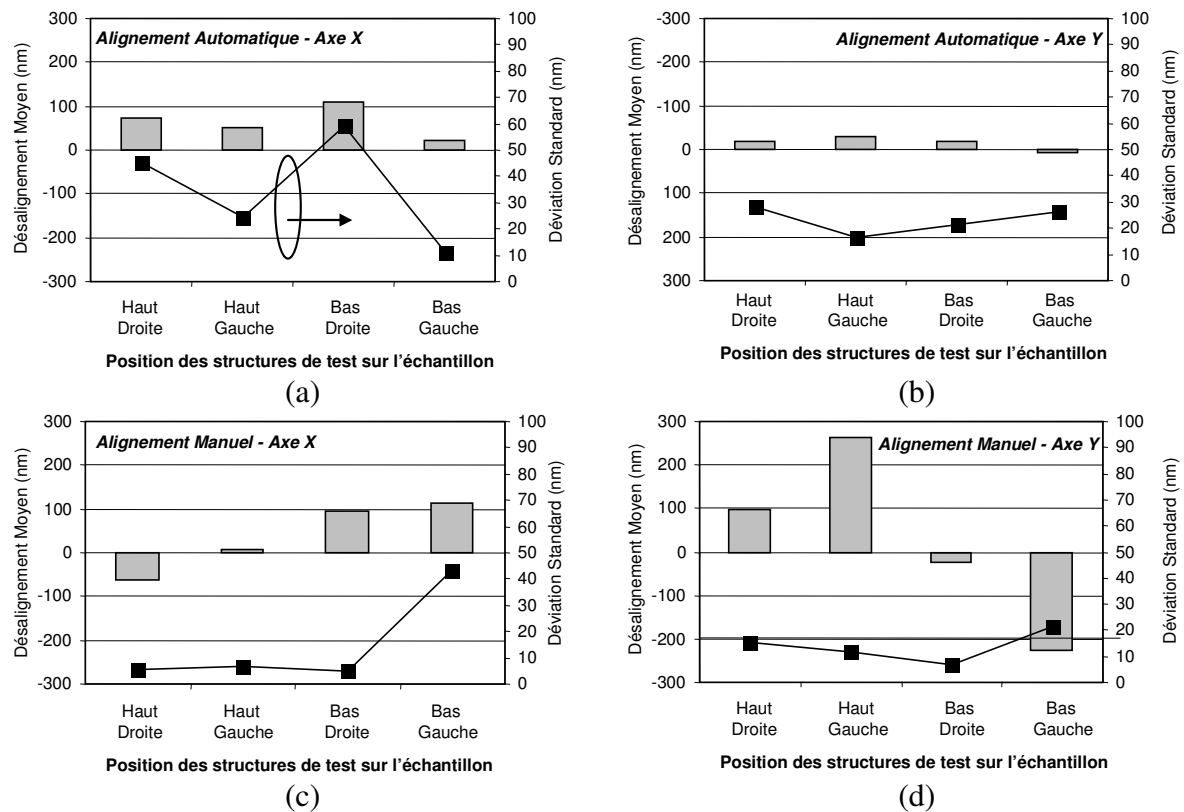 Alignement Automatique - Axe X
Désalignement Moyen (nm)
300
200
100
0
-100
-200
-300
Déviation Standard (nm)
100
90
80
70
60
50
40
30
20
10
0
Haut Droite
Haut Gauche
Bas Droite
Bas Gauche
Position des structures de test sur l'échantillon
(a)
Alignement Automatique - Axe Y
Désalignement Moyen (nm)
-300
-200
-100
0
100
200
300
Déviation Standard (nm)
100
90
80
70
60
50
40
30
20
10
0
Haut Droite
Haut Gauche
Bas Droite
Bas Gauche
Position des structures de test sur l'échantillon
(b)
Alignement Manuel - Axe X
Désalignement Moyen (nm)
300
200
100
0
-100
-200
-300
Déviation Standard (nm)
100
90
80
70
60
50
40
30
20
10
0
Haut Droite
Haut Gauche
Bas Droite
Bas Gauche
Position des structures de test sur l'échantillon
(c)
Alignement Manuel - Axe Y
Désalignement Moyen (nm)
300
200
100
0
-100
-200
-300
Déviation Standard (nm)
100
90
80
70
60
50
40
30
20
10
0
Haut Droite
Haut Gauche
Bas Droite
Bas Gauche
Position des structures de test sur l'échantillon
(d)